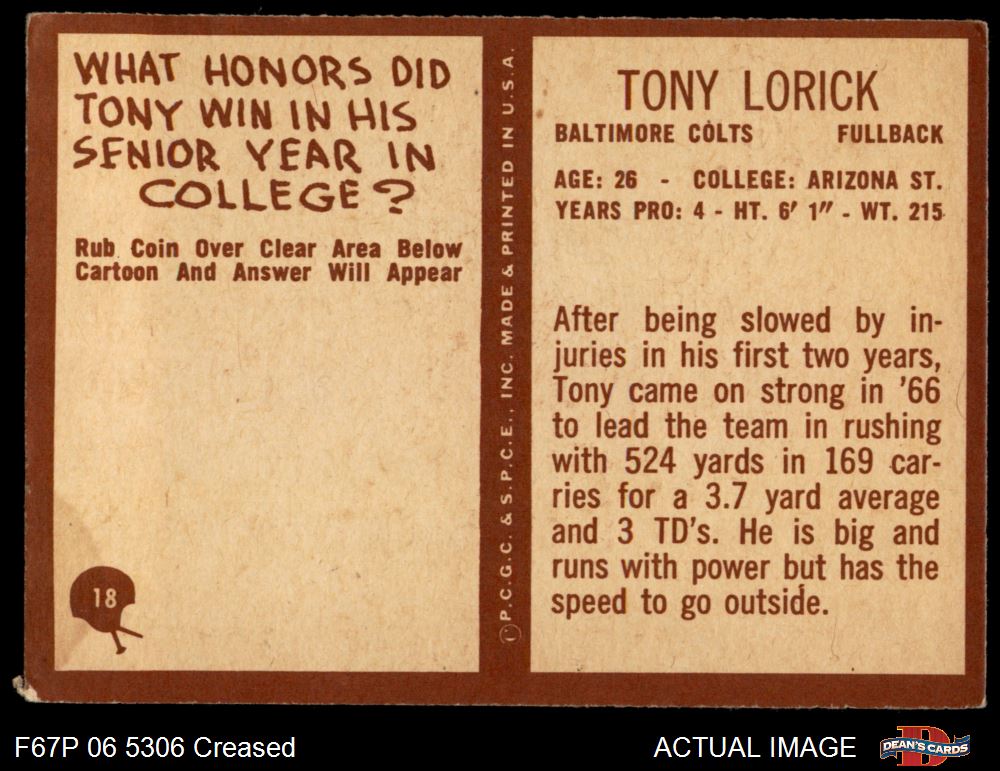 WHAT HONORS DID
TONY WIN IN HIS
SENIOR YEAR IN
COLLEGE?
Rub Coin Over Clear Area Below
Cartoon And Answer Will Appear
18
©P.C.G.C. & S.P.C.E., INC. MADE & PRINTED IN U.S.A.
TONY LORICK
BALTIMORE COLTS FULLBACK
AGE: 26 - COLLEGE: ARIZONA ST.
YEARS PRO: 4 - HT. 6' 1" - WT. 215
After being slowed by in-
juries in his first two years,
Tony came on strong in '66
to lead the team in rushing
with 524 yards in 169 car-
ries for a 3.7 yard average
and 3 TD's. He is big and
runs with power but has the
speed to go outside.
F67P 06 5306 Creased
ACTUAL IMAGE
DEAN'S CARDS